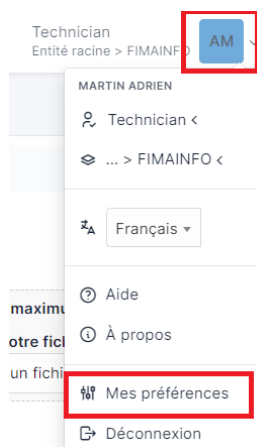 Technician
Entité racine > FIMAINFO
AM
MARTIN ADRIEN
Technician <
... > FIMAINFO <
Français
Aide
maximu
À propos
otre fich
un fichi
Mes préférences
Déconnexion